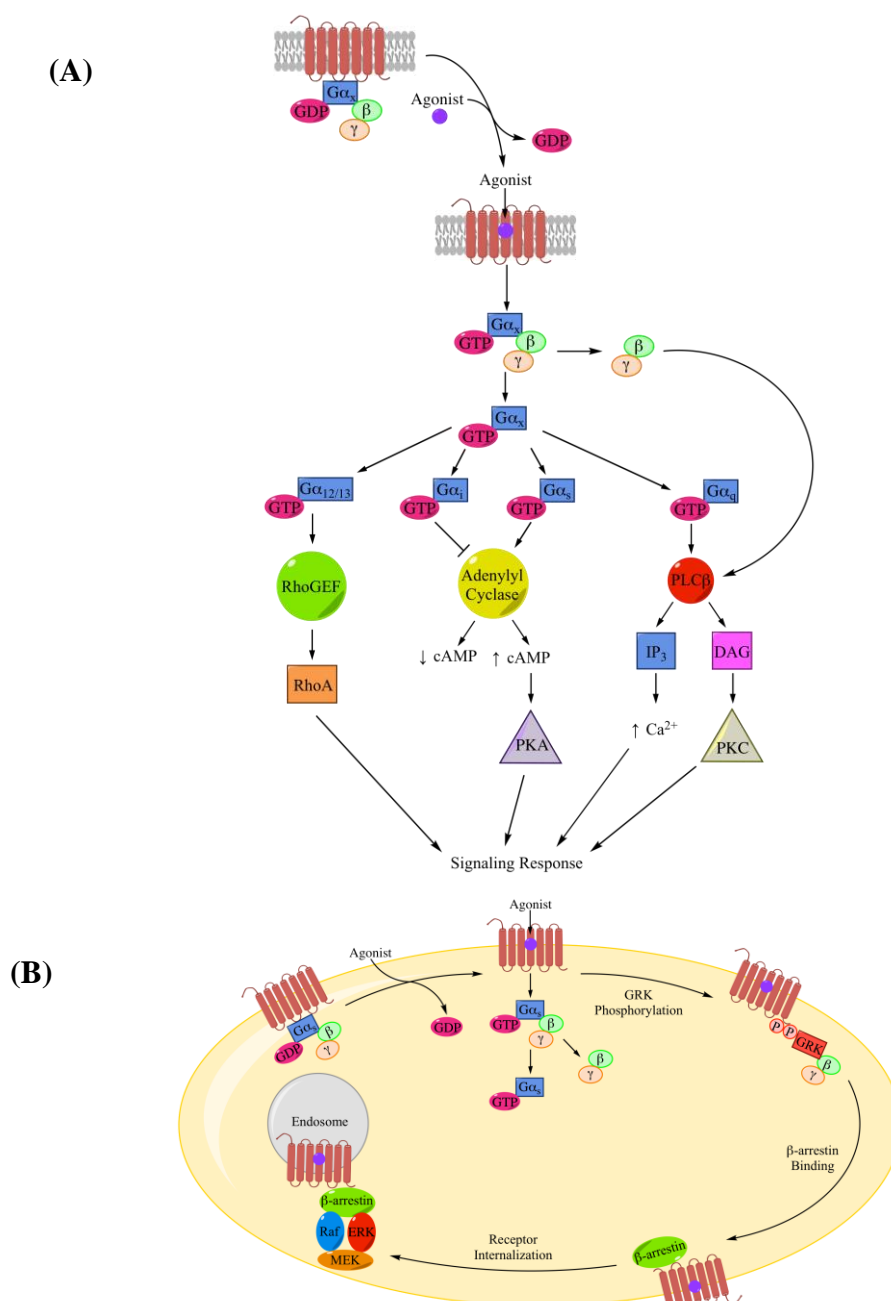 (A)
Gαx
GDP
β
γ
Agonist
GDP
Agonist
Gαx
GTP
β
γ
β
γ
Gαx
GTP
Gα12/13
GTP
Gαi
GTP
Gαs
GTP
Gαq
GTP
RhoGEF
Adenylyl
Cyclase
PLCβ
↓ cAMP
↑ cAMP
IP3
DAG
RhoA
PKA
↑ Ca2+
PKC
Signaling Response
(B)
Agonist
Agonist
Gαs
β
GDP
γ
GDP
Gαs
GTP
β
γ
β
γ
Gαs
GTP
GRK
Phosphorylation
P
P
GRK
β
γ
Endosome
β-arrestin
Raf
ERK
MEK
Receptor
Internalization
β-arrestin
β-arrestin
Binding